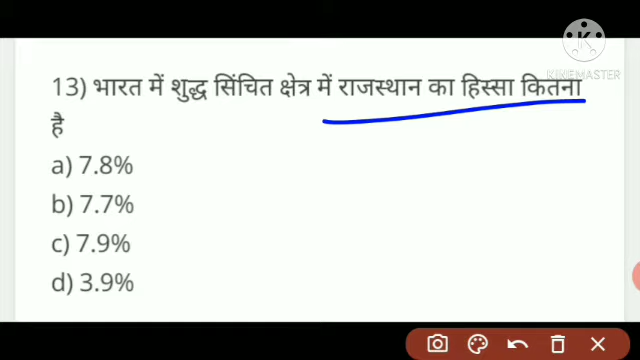 KINEMASTER
13) भारत में शुद्ध सिंचित क्षेत्र में राजस्थान का हिस्सा कितना
है
a) 7.8%
b) 7.7%
c) 7.9%
d) 3.9%